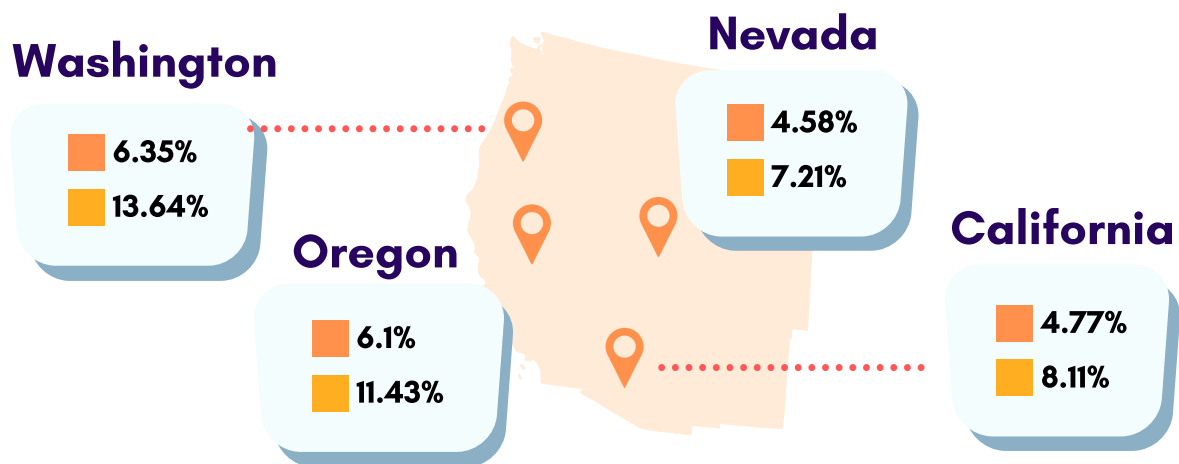 Washington
6.35%
13.64%
Oregon
6.1%
11.43%
Nevada
4.58%
7.21%
California
4.77%
8.11%